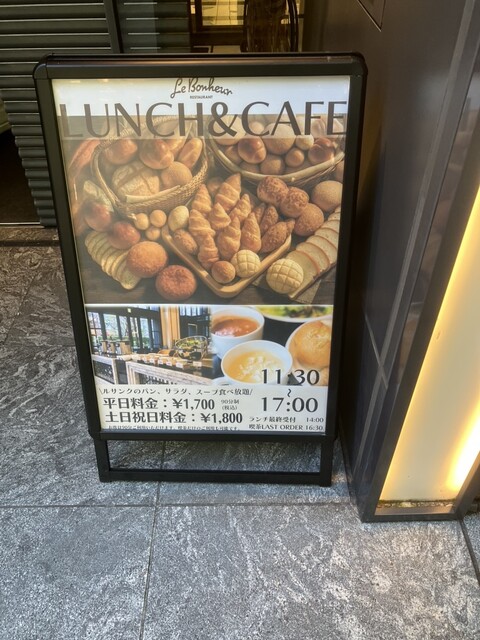 Le Bonheur
RESTAURANT
LUNCH&CAFE
11:30
~
17:00
ルサンクのパン、サラダ、スープ食べ放題♪
平日料金：¥1,700 90分制 (税込)
土日祝日料金：¥1,800
ランチ最終受付 14:00
喫茶LAST ORDER 16:30